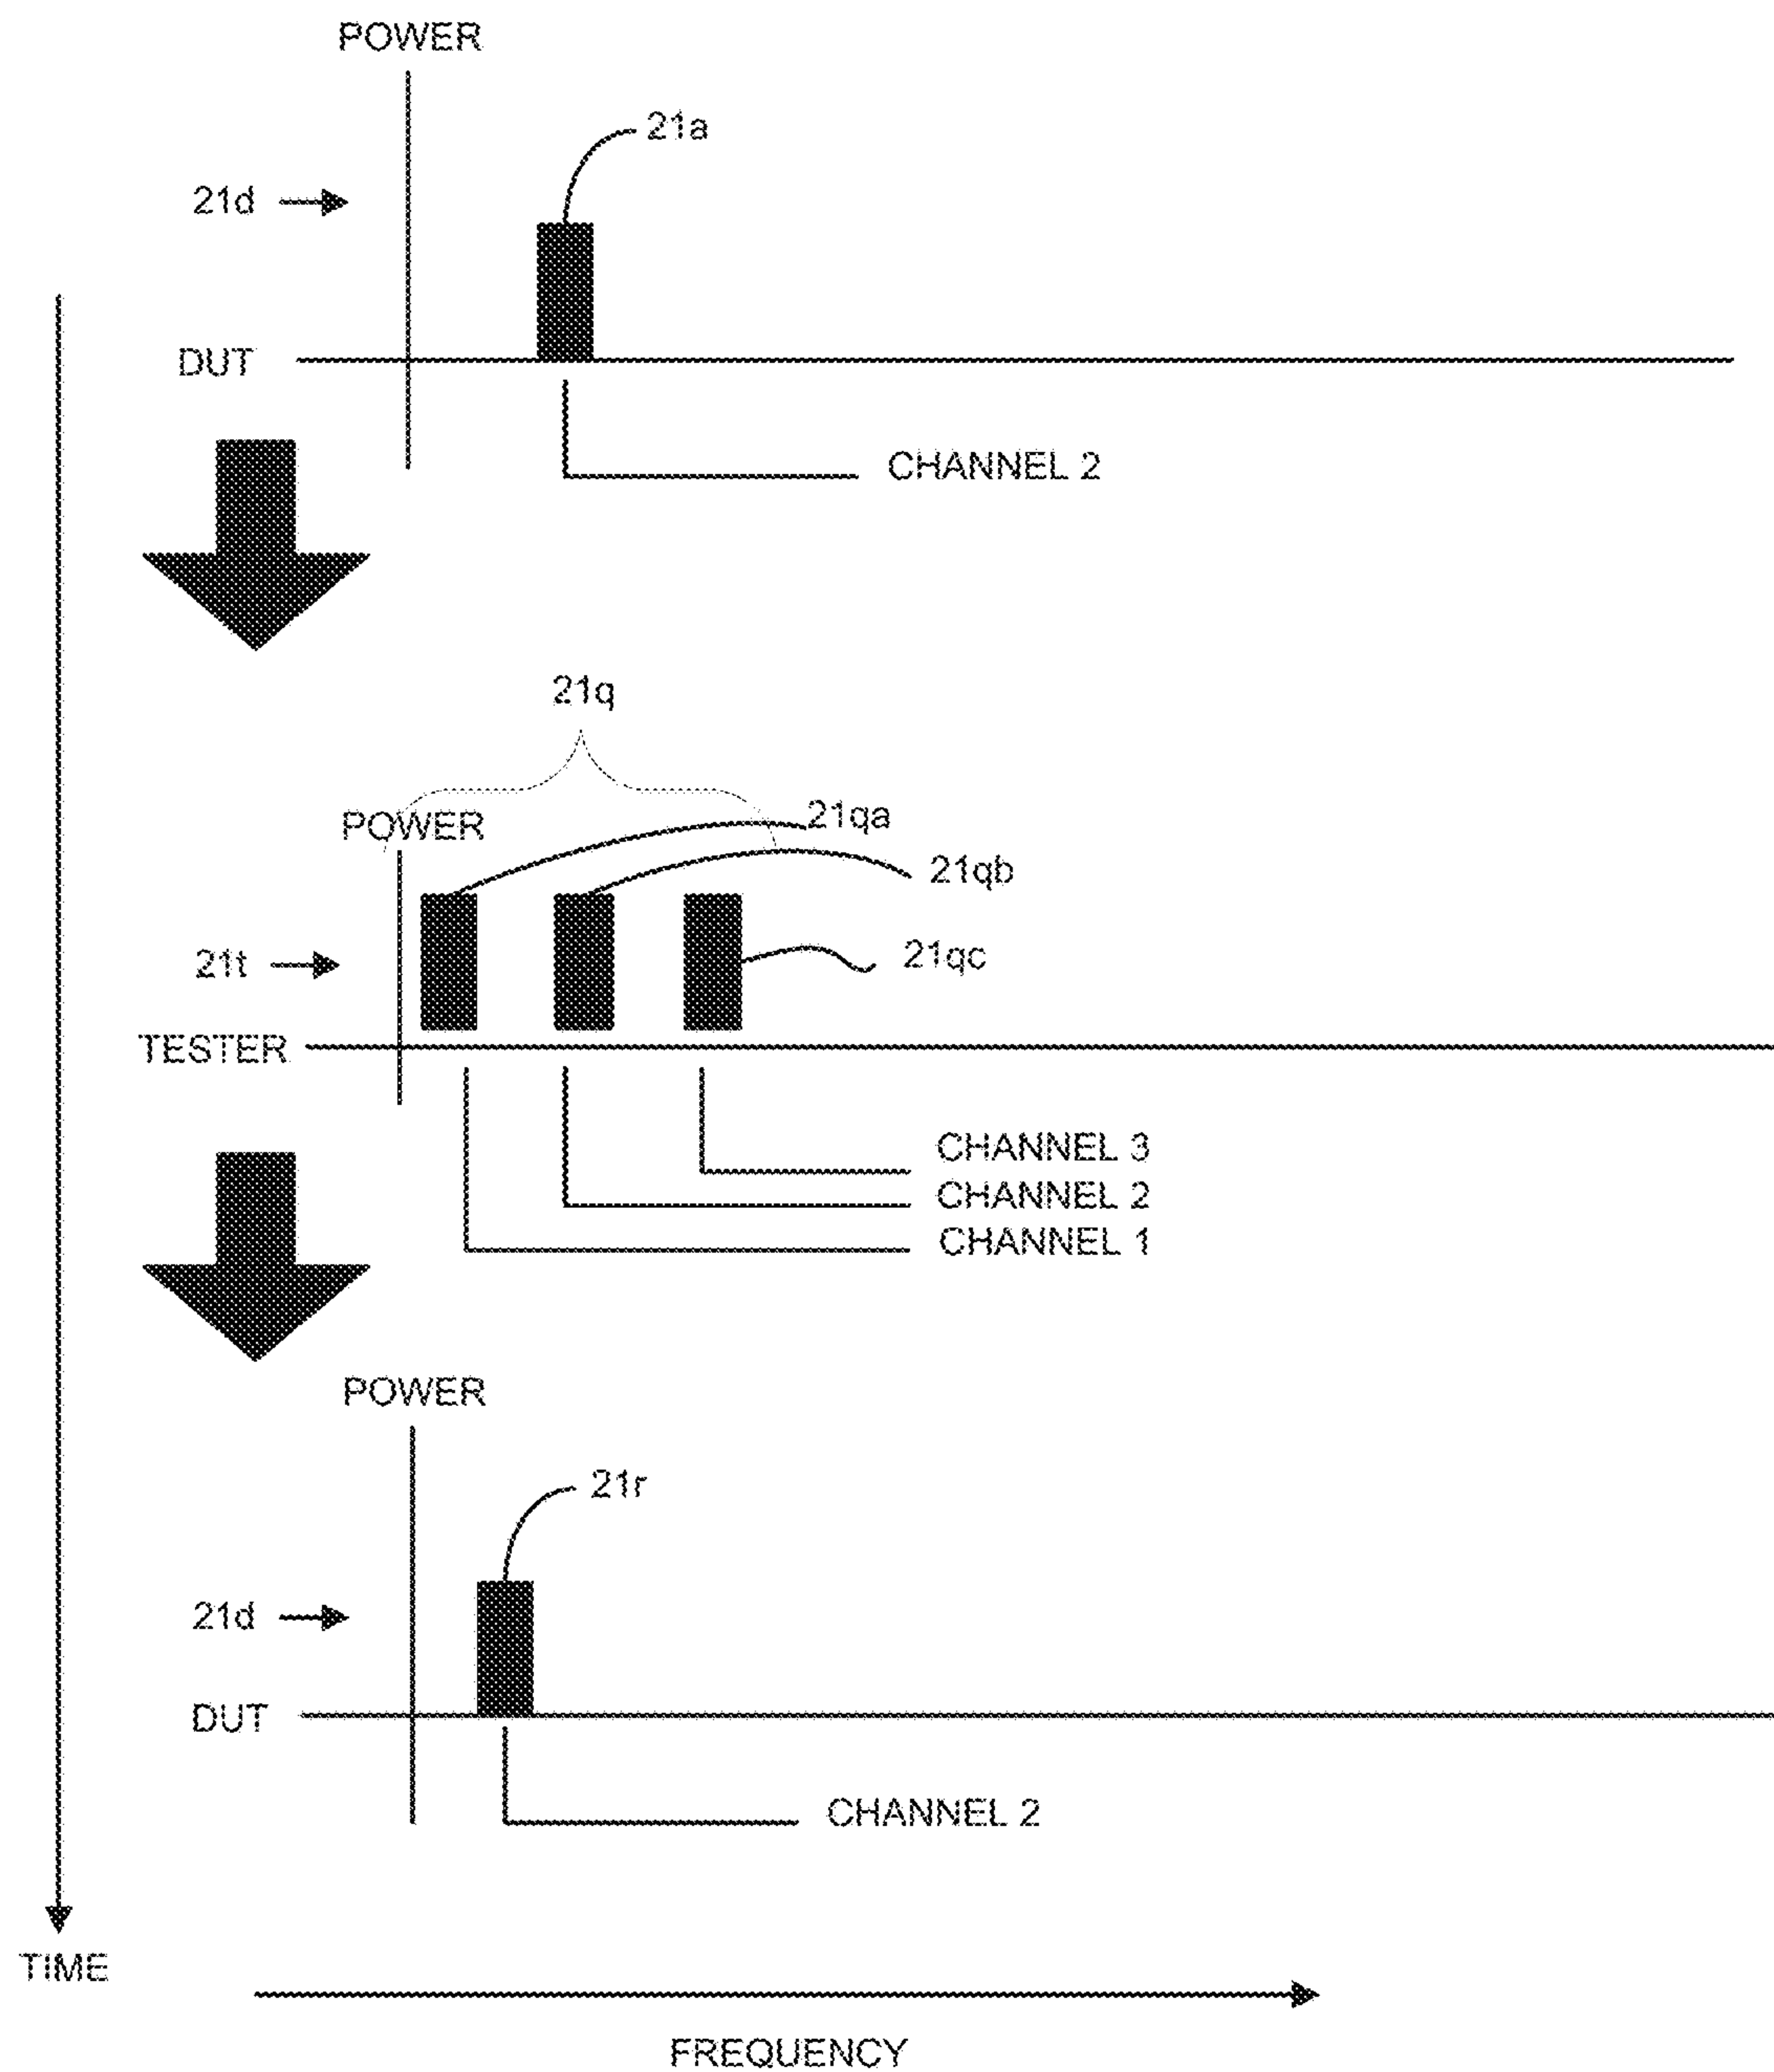 POWER
21a
21d
DUT
CHANNEL 2
21q
POWER
21qa
21qb
21t
21qc
TESTER
CHANNEL 3
CHANNEL 2
CHANNEL 1
POWER
21r
21d
DUT
CHANNEL 2
TIME
FREQUENCY